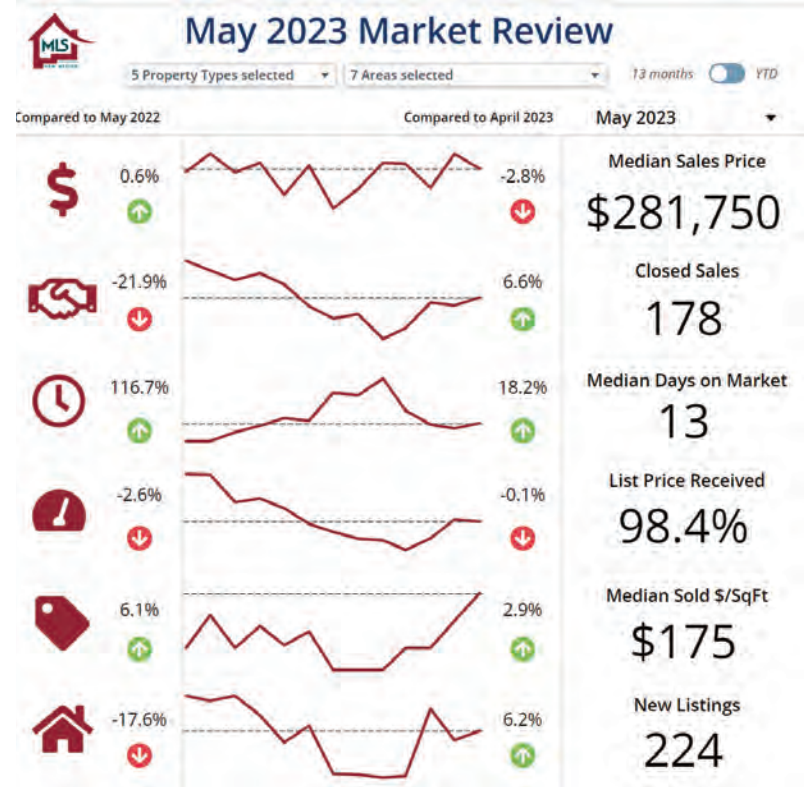 May 2023 Market Review
MLS
5 Property Types selected
7 Areas selected
13 months
YTD
Compared to May 2022
Compared to April 2023
May 2023
0.6%
-2.8%
Median Sales Price
$281,750
-21.9%
6.6%
Closed Sales
178
116.7%
18.2%
Median Days on Market
13
-2.6%
-0.1%
List Price Received
98.4%
6.1%
2.9%
Median Sold $/SqFt
$175
-17.6%
6.2%
New Listings
224